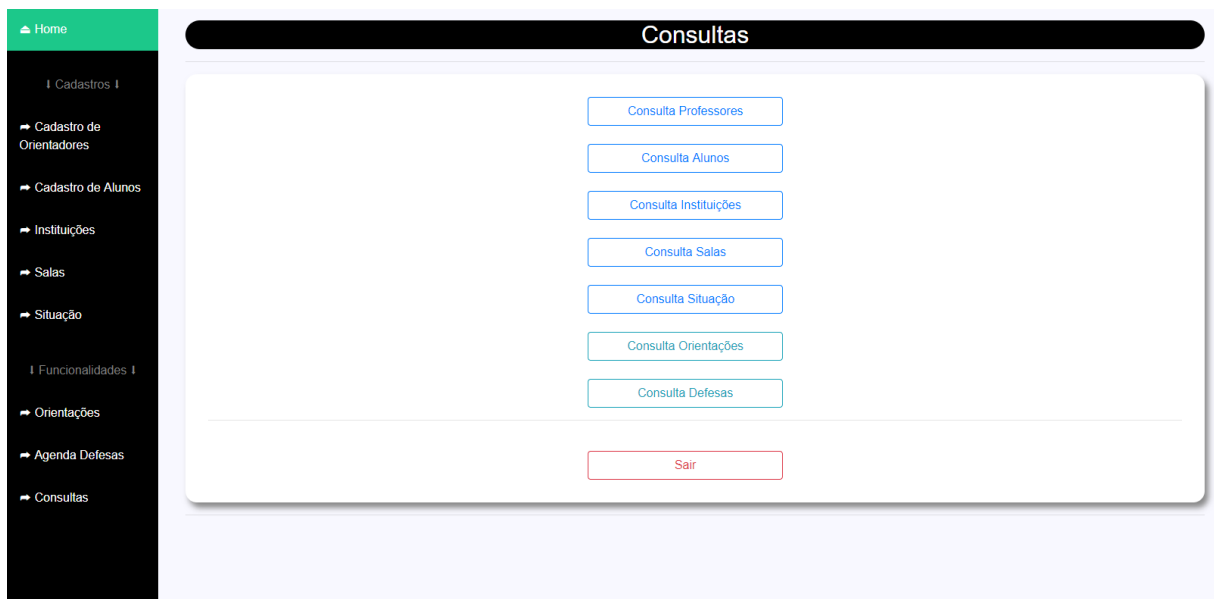 ⏏ Home
⬇ Cadastros ⬇
➦ Cadastro de
Orientadores
➦ Cadastro de Alunos
➦ Instituições
➦ Salas
➦ Situação
⬇ Funcionalidades ⬇
➦ Orientações
➦ Agenda Defesas
➦ Consultas
Consultas
Consulta Professores
Consulta Alunos
Consulta Instituições
Consulta Salas
Consulta Situação
Consulta Orientações
Consulta Defesas
Sair